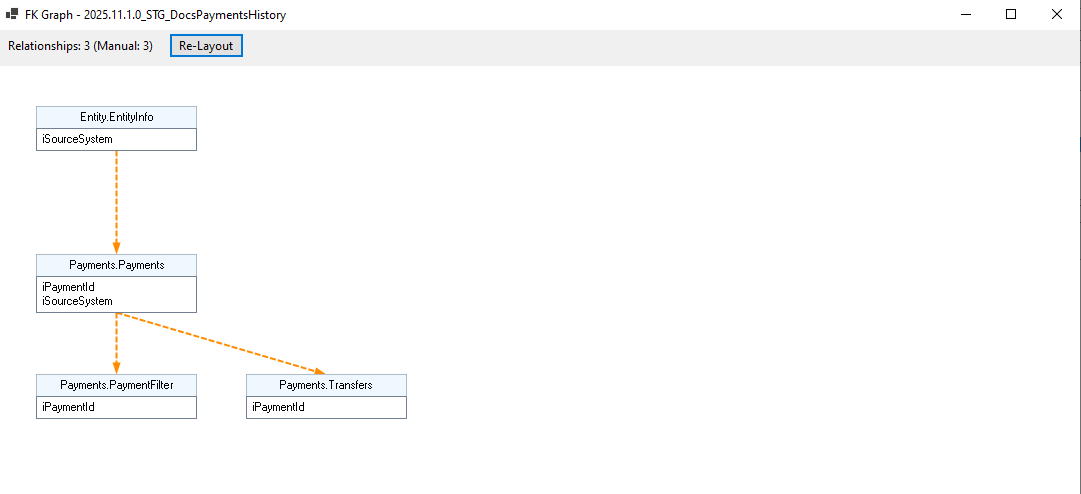 FK Graph - 2025.11.1.0_STG_DocsPaymentsHistory
Relationships: 3 (Manual: 3) Re-Layout
Entity.EntityInfo
iSourceSystem
Payments.Payments
iPaymentId
iSourceSystem
Payments.PaymentFilter
iPaymentId
Payments.Transfers
iPaymentId